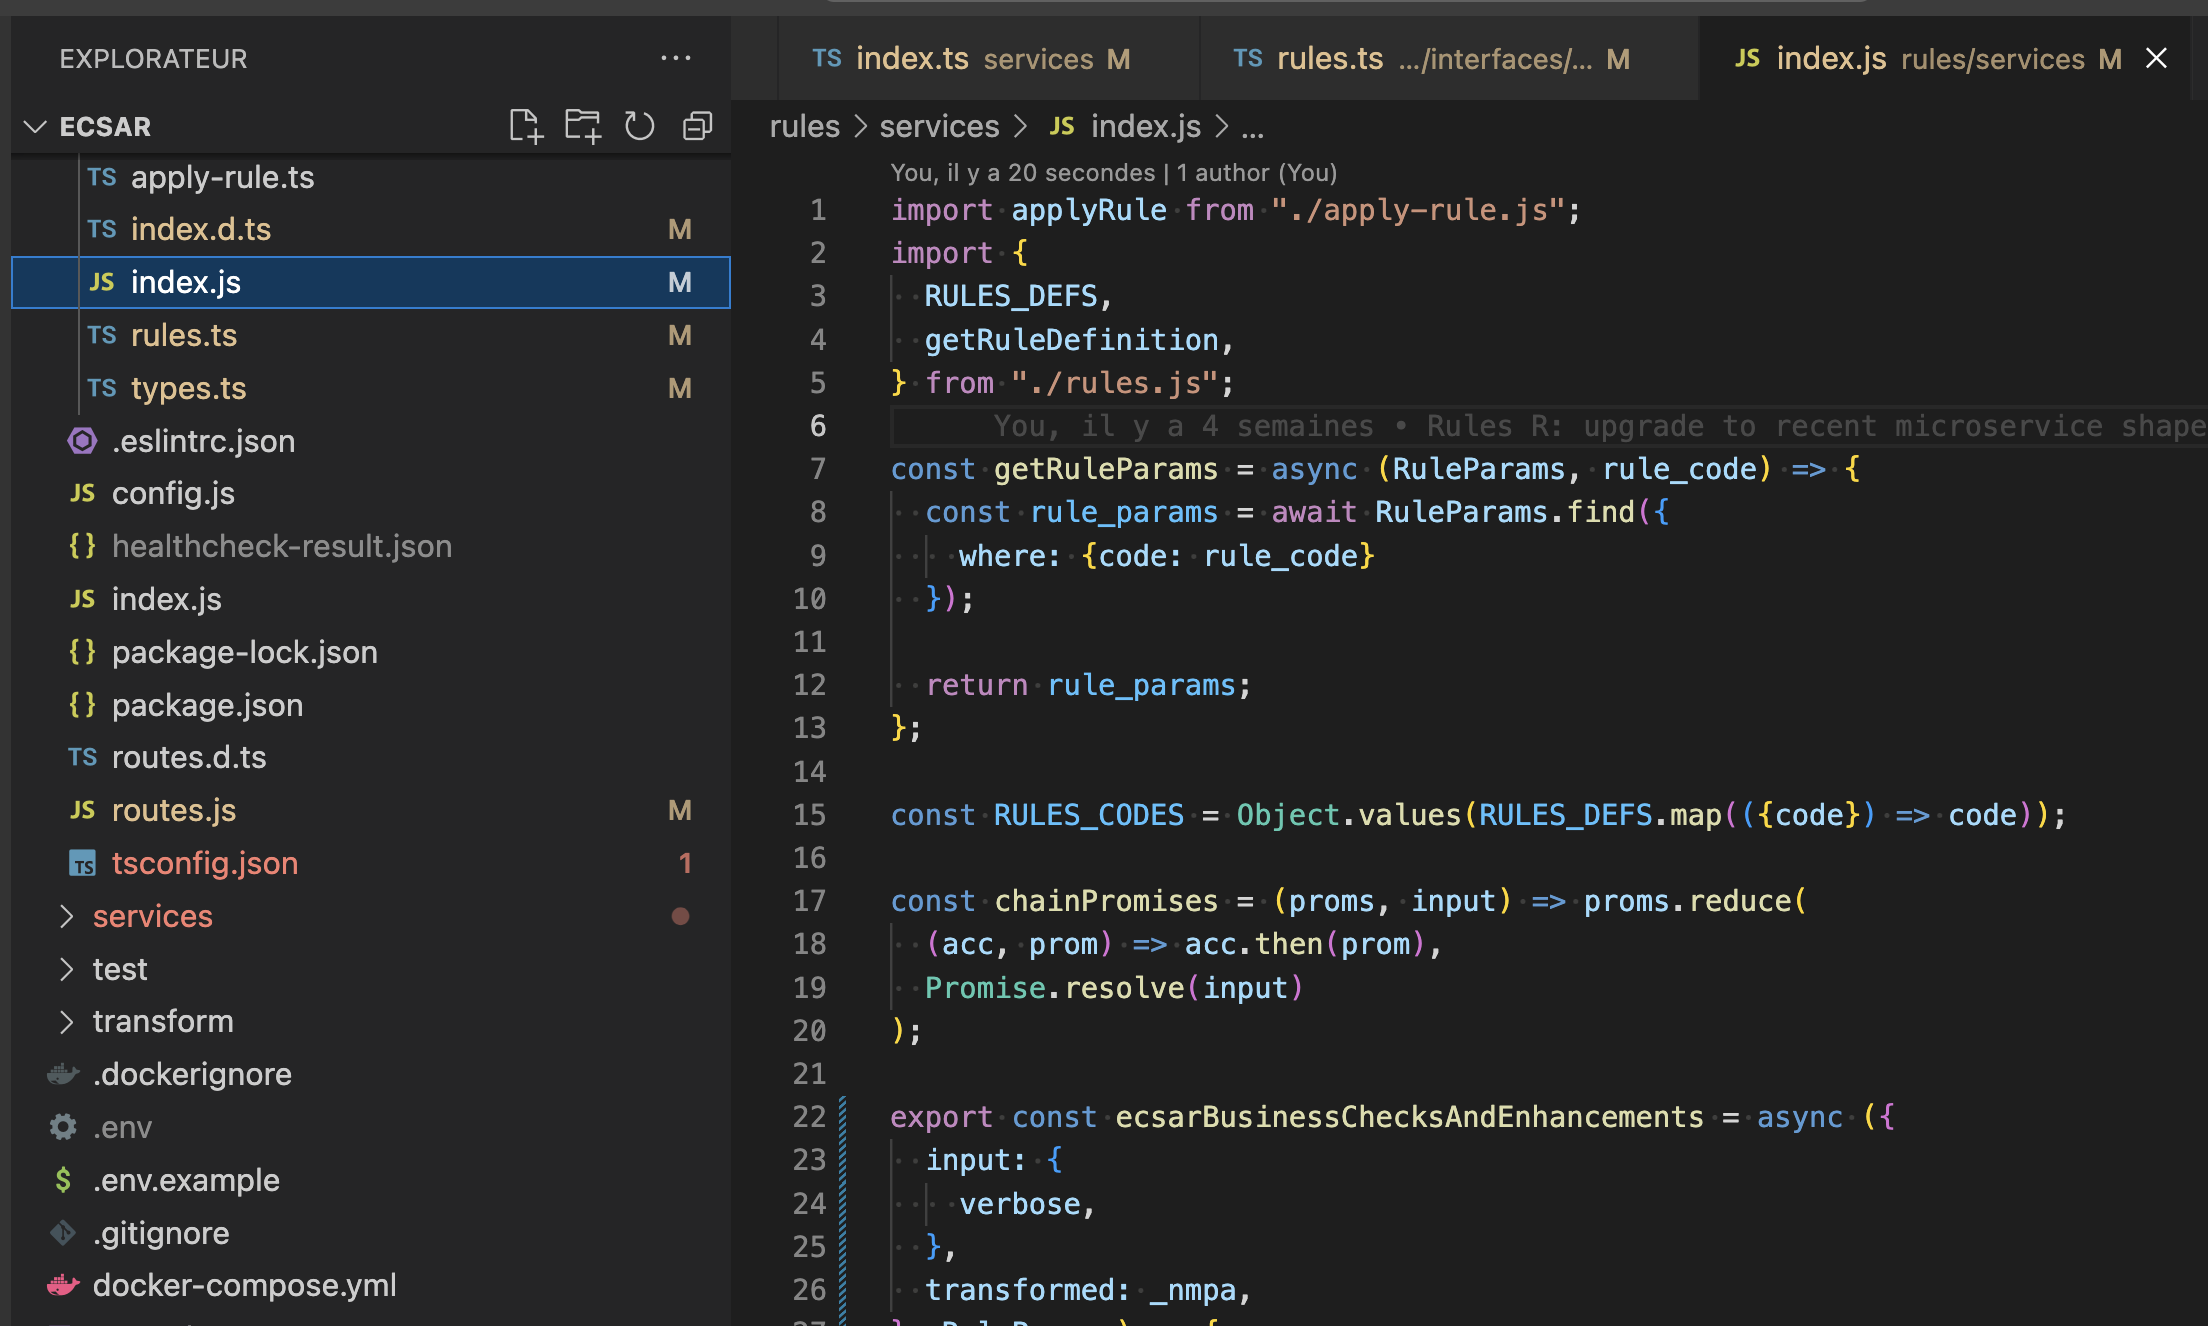 EXPLORATEUR
ECSAR
TS apply-rule.ts
TS index.d.ts M
JS index.js M
TS rules.ts M
TS types.ts M
.eslintrc.json
JS config.js
{} healthcheck-result.json
JS index.js
{} package-lock.json
{} package.json
TS routes.d.ts
JS routes.js M
TS tsconfig.json 1
services
test
transform
.dockerignore
.env
$ .env.example
.gitignore
docker-compose.yml
TS index.ts services M
TS rules.ts .../interfaces/... M
JS index.js rules/services M
rules > services > JS index.js > ...
You, il y a 20 secondes | 1 author (You)
1 import applyRule from "./apply-rule.js";
2 import {
3 RULES_DEFS,
4 getRuleDefinition,
5 } from "./rules.js";
6 You, il y a 4 semaines • Rules R: upgrade to recent microservice shape
7 const getRuleParams = async (RuleParams, rule_code) => {
8 const rule_params = await RuleParams.find({
9 where: {code: rule_code}
10 });
11
12 return rule_params;
13 };
14
15 const RULES_CODES = Object.values(RULES_DEFS.map(({code}) => code));
16
17 const chainPromises = (proms, input) => proms.reduce(
18 (acc, prom) => acc.then(prom),
19 Promise.resolve(input)
20 );
21
22 export const ecsarBusinessChecksAndEnhancements = async ({
23 input: {
24 verbose,
25 },
26 transformed: _nmpa,